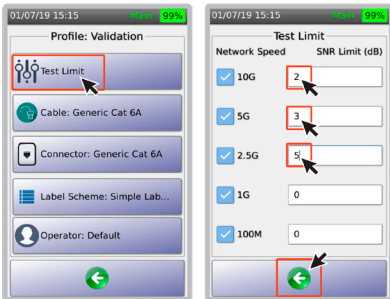 01/07/19 15:15 Main 99%
Profile: Validation
Test Limit
Cable: Generic Cat 6A
Connector: Generic Cat 6A
Label Scheme: Simple Lab...
Operator: Default
01/07/19 15:15 Main 99%
Test Limit
Network Speed SNR Limit (dB)
10G 2
5G 3
2.5G 5
1G 0
100M 0